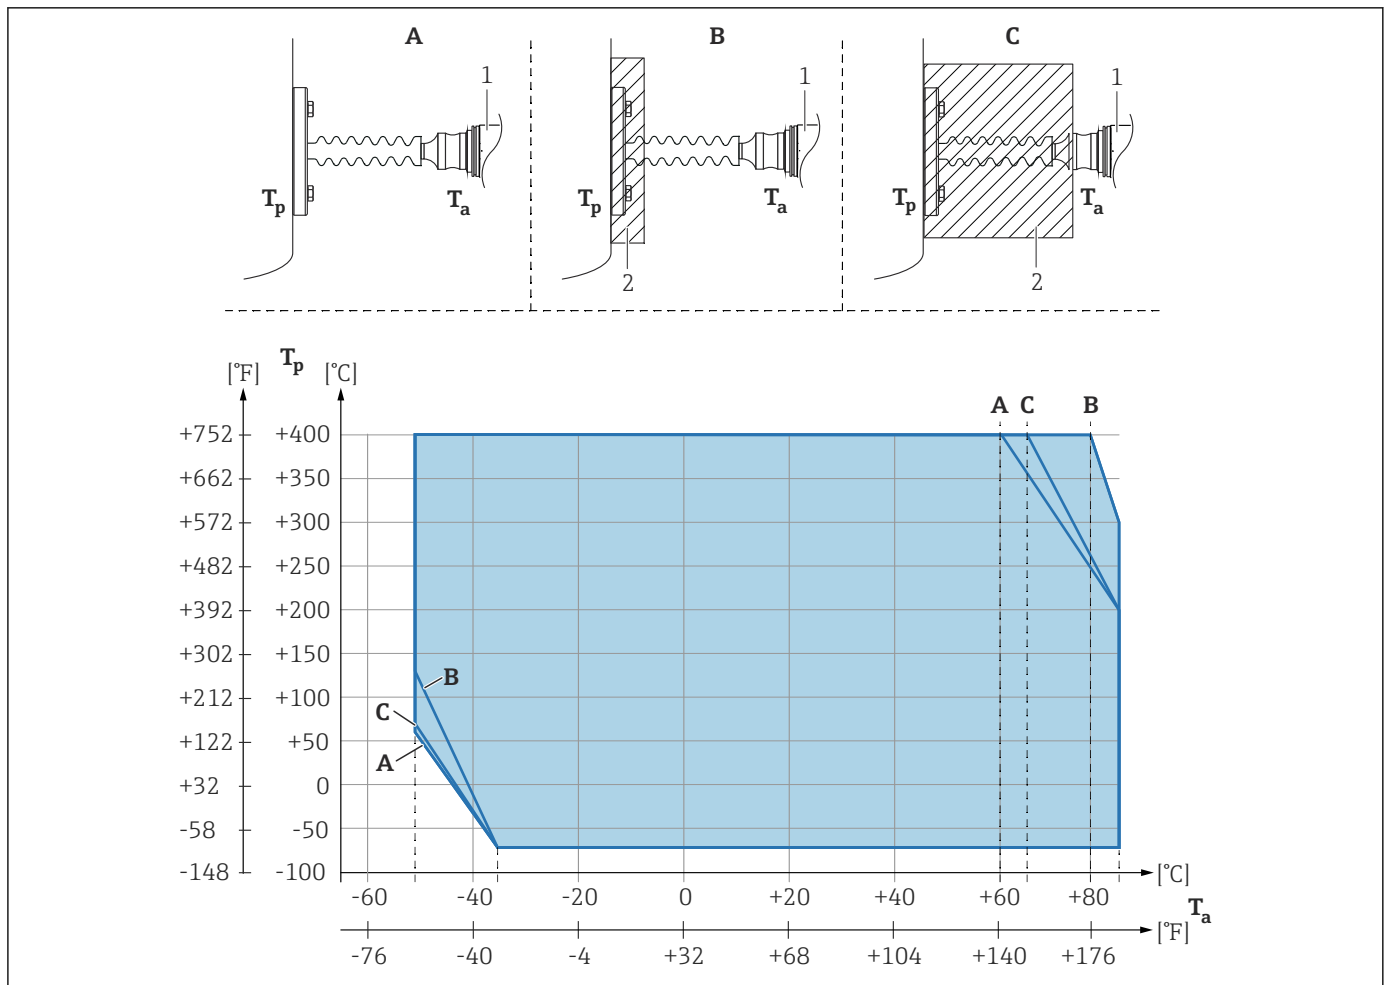 A B C
1 1 1
Tp Ta Tp Ta Tp Ta
2 2 2
Tp
[°F] [°C]
A C B
+752 +400
+662 +350
+572 +300
+482 +250
+392 +200
+302 +150
+212 +100
+122 +50
+32 0
-58 -50
-148 -100
B
C
A
[°C]
-60 -40 -20 0 +20 +40 +60 +80
Ta
[°F]
-76 -40 -4 +32 +68 +104 +140 +176